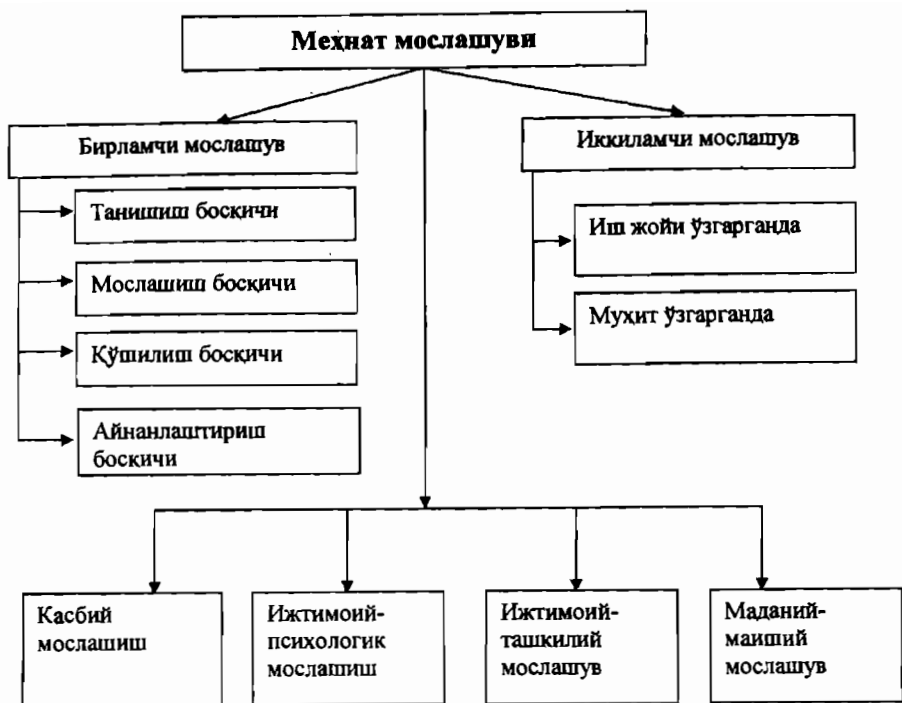 Меҳнат мослашуви
Бирламчи мослашув
Танишиш босқичи
Мослашиш босқичи
Қўшилиш босқичи
Айнанлаштириш
босқичи
Иккиламчи мослашув
Иш жойи ўзгарганда
Муҳит ўзгарганда
Касбий
мослашиш
Ижтимоий-
психологик
мослашиш
Ижтимоий-
ташкилий
мослашув
Маданий-
маиший
мослашув